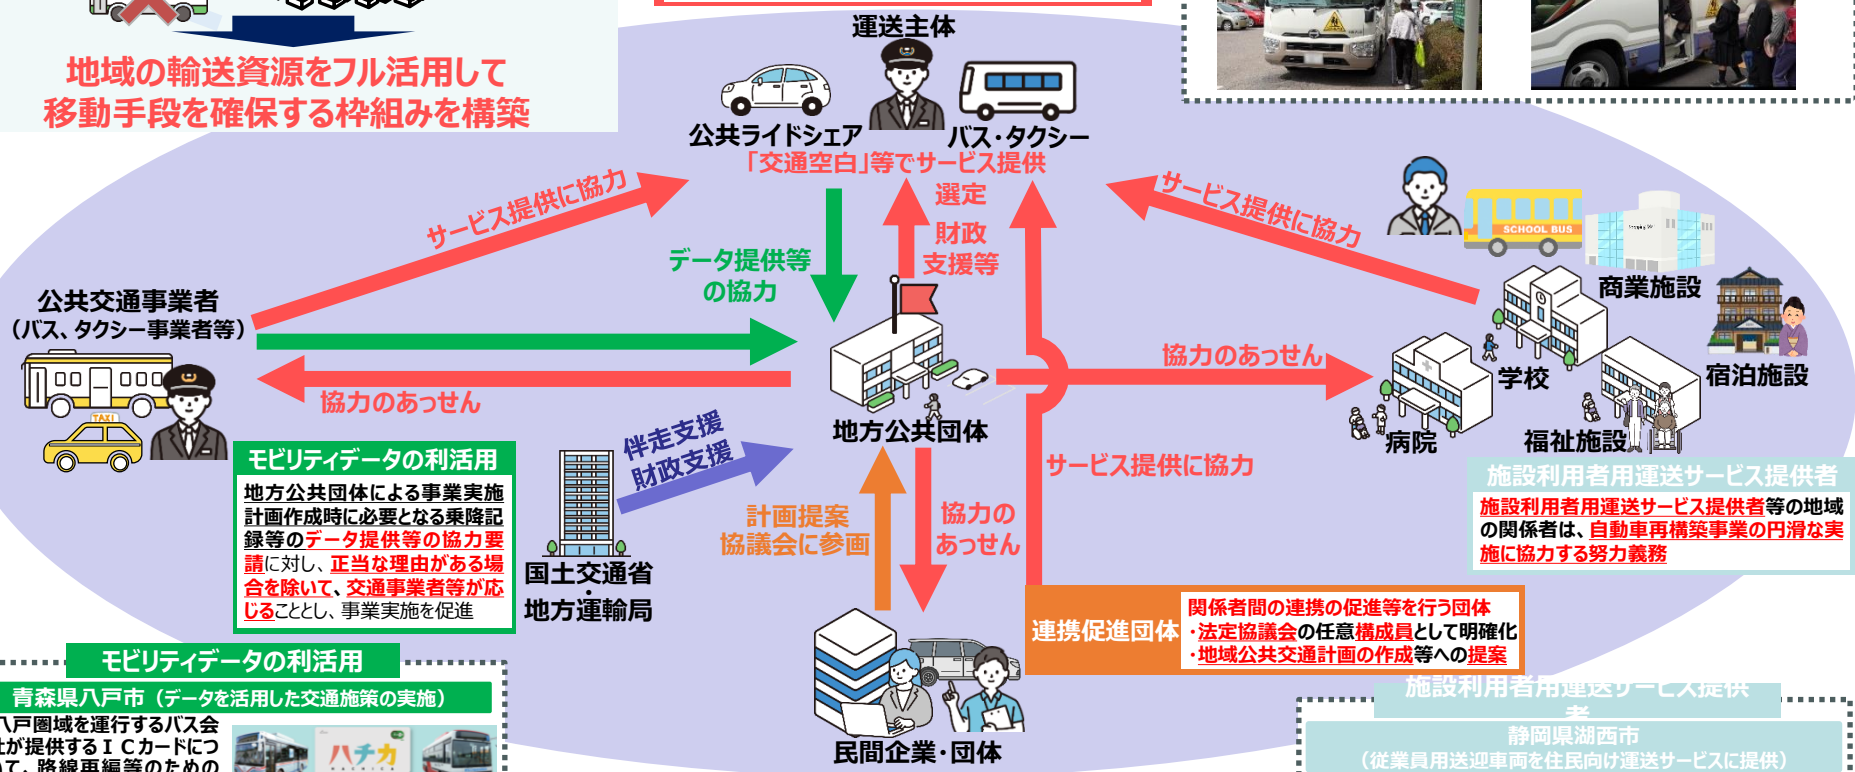 地域の輸送資源をフル活用して
移動手段を確保する枠組みを構築
運送主体
公共ライドシェア
バス・タクシー
「交通空白」等でサービス提供
サービス提供に協力
データ提供等
の協力
選定
財政
支援等
サービス提供に協力
SCHOOL BUS
商業施設
宿泊施設
学校
病院
福祉施設
公共交通事業者
（バス、タクシー事業者等）
TAXI
協力のあっせん
協力のあっせん
地方公共団体
伴走支援
財政支援
国土交通省
・
地方運輸局
計画提案
協議会に参画
協力の
あっせん
サービス提供に協力
民間企業・団体
モビリティデータの利活用
地方公共団体による事業実施
計画作成時に必要となる乗降記
録等のデータ提供等の協力要
請に対し、正当な理由がある場
合を除いて、交通事業者等が応
じることとし、事業実施を促進
施設利用者用運送サービス提供者
施設利用者用運送サービス提供者等の地域
の関係者は、自動車再構築事業の円滑な実
施に協力する努力義務
連携促進団体
関係者間の連携の促進等を行う団体
・法定協議会の任意構成員として明確化
・地域公共交通計画の作成等への提案
モビリティデータの利活用
青森県八戸市（データを活用した交通施策の実施）
八戸圏域を運行するバス会
社が提供するＩＣカードにつ
いて、路線再編等のための
ハチカ
HACHICA
施設利用者用運送サービス提供
者
静岡県湖西市
（従業員用送迎車両を住民向け運送サービスに提供）